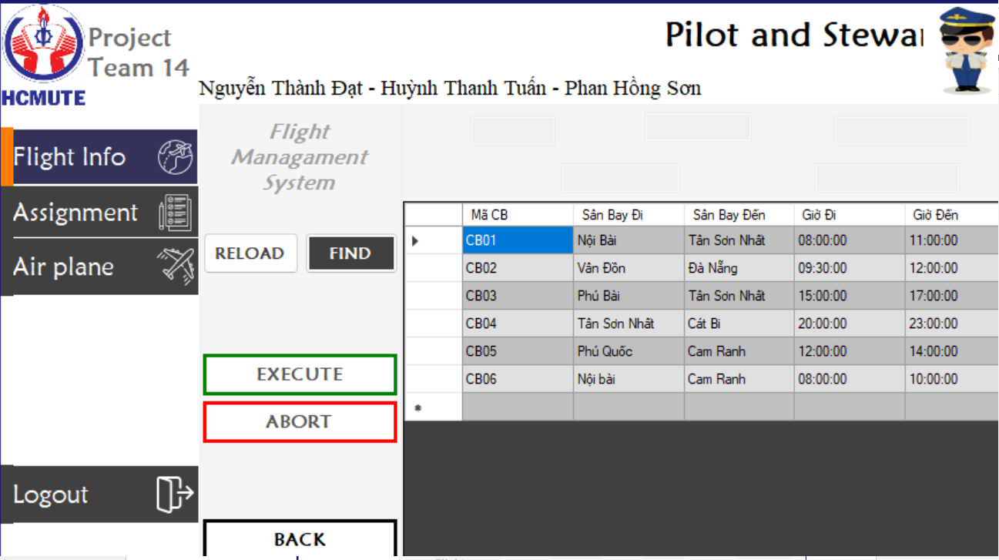 Project
Team 14
HCMUTE
Pilot and Stewar
Nguyễn Thành Đạt - Huỳnh Thanh Tuấn - Phan Hồng Sơn
Flight Info
Assignment
Air plane
Logout
Flight
Managament
System
RELOAD FIND
EXECUTE
ABORT
BACK
Mã CB Sân Bay Đi Sân Bay Đến Giờ Đi Giờ Đến
CB01 Nội Bài Tân Sơn Nhất 08:00:00 11:00:00
CB02 Vân Đồn Đà Nẵng 09:30:00 12:00:00
CB03 Phú Bài Tân Sơn Nhất 15:00:00 17:00:00
CB04 Tân Sơn Nhất Cát Bi 20:00:00 23:00:00
CB05 Phú Quốc Cam Ranh 12:00:00 14:00:00
CB06 Nội bài Cam Ranh 08:00:00 10:00:00